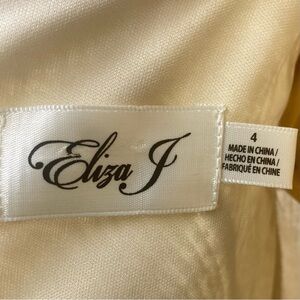 Eliza J
4
MADE IN CHINA /
HECHO EN CHINA /
FABRIQUÉ EN CHINE